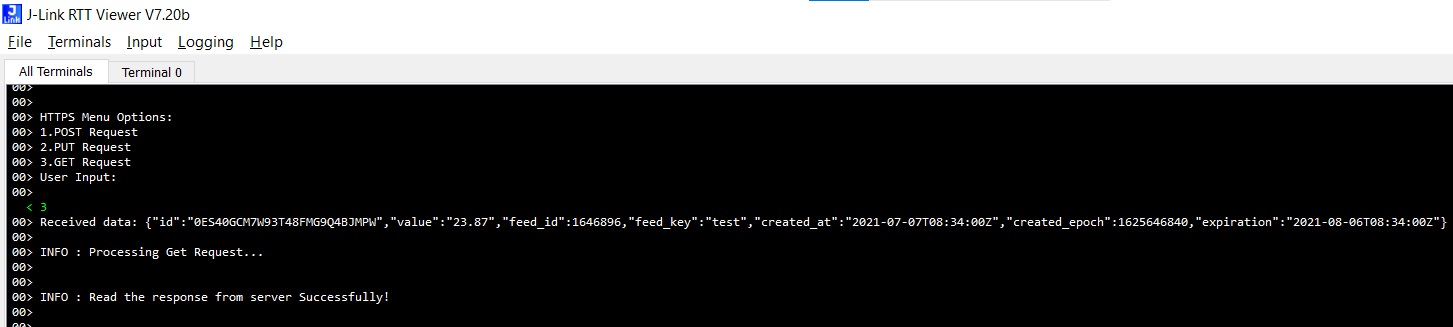 J-Link RTT Viewer V7.20b
File Terminals Input Logging Help
All Terminals Terminal 0
00>
00>
00> HTTPS Menu Options:
00> 1.POST Request
00> 2.PUT Request
00> 3.GET Request
00> User Input:
00>
< 3
00> Received data: {"id":"0ES40GCM7W93T48FMG9Q4BJMPW","value":"23.87","feed_id":1646896,"feed_key":"test","created_at":"2021-07-07T08:34:00Z","created_epoch":1625646840,"expiration":"2021-08-06T08:34:00Z"}
00>
00> INFO : Processing Get Request...
00>
00>
00> INFO : Read the response from server Successfully!
00>
00>